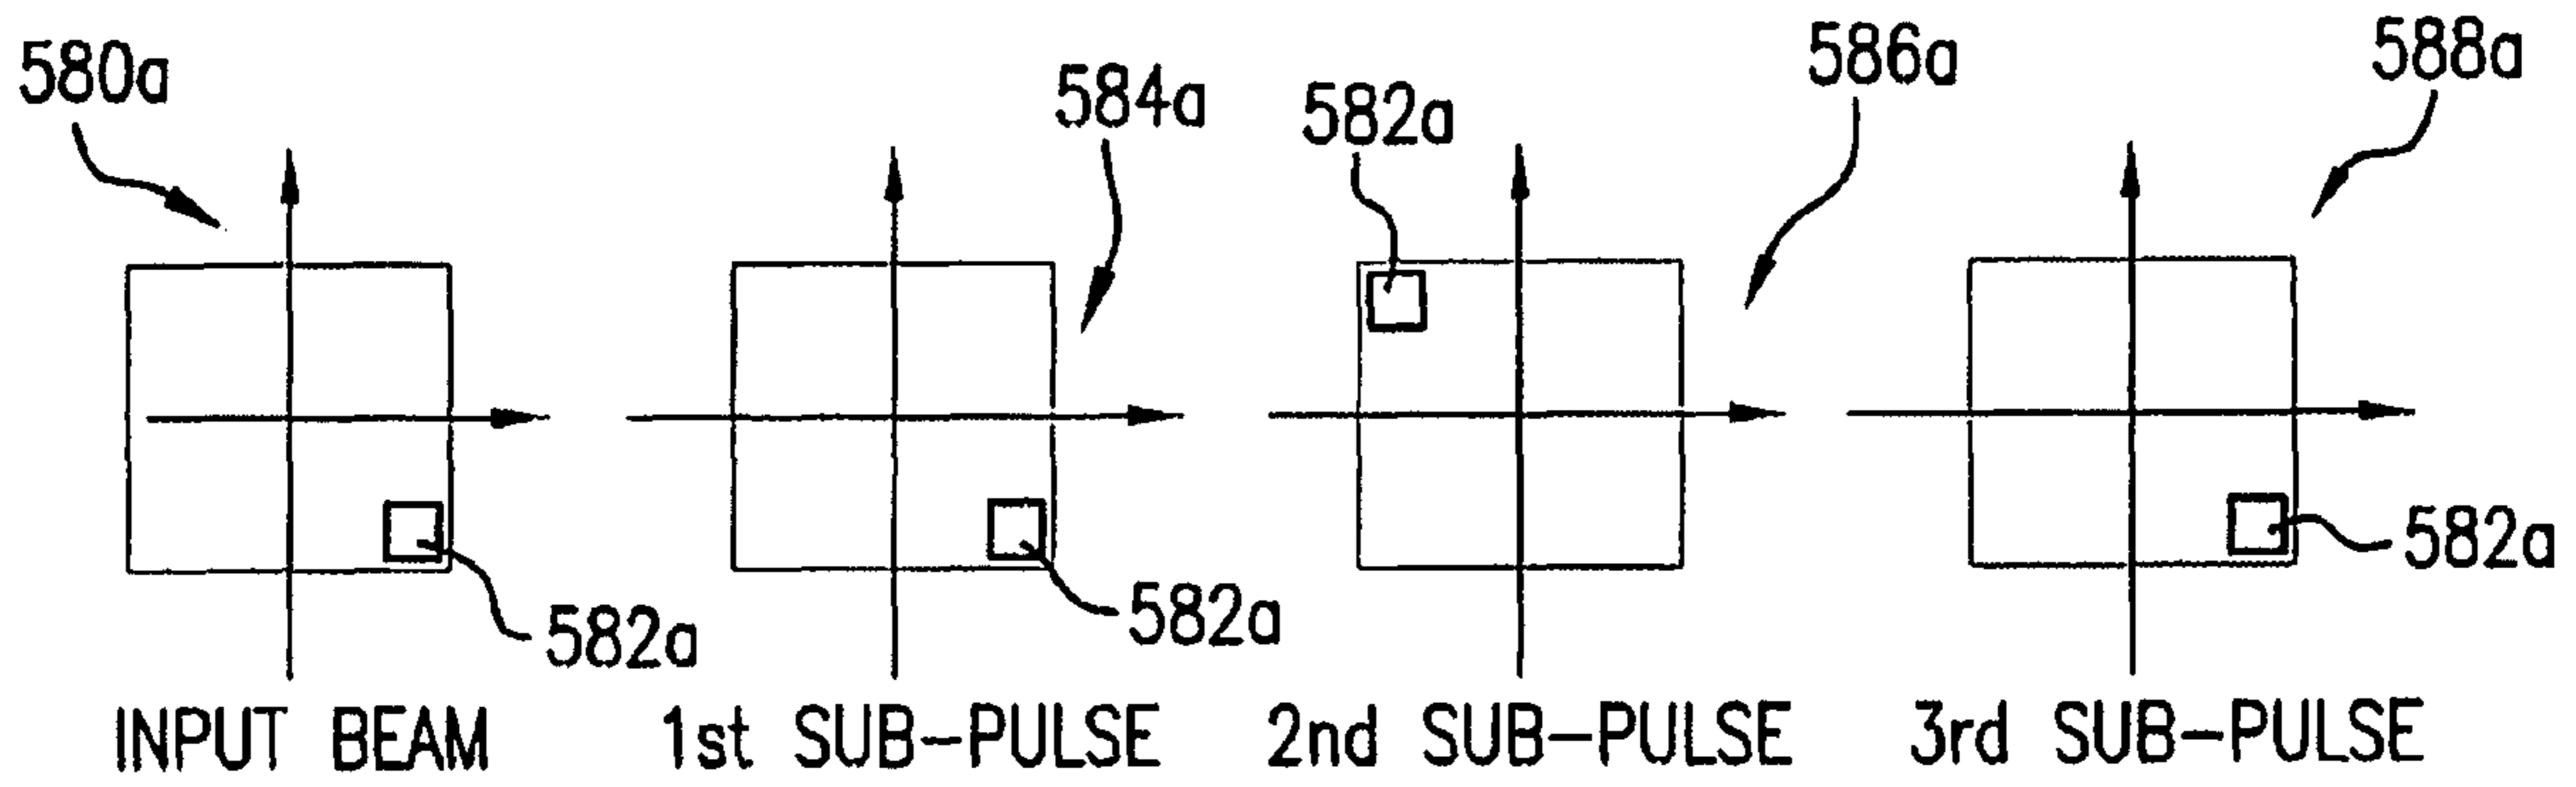 580a
584a
582a
586a
588a
582a
582a
582a
INPUT BEAM
1st SUB-PULSE
2nd SUB-PULSE
3rd SUB-PULSE